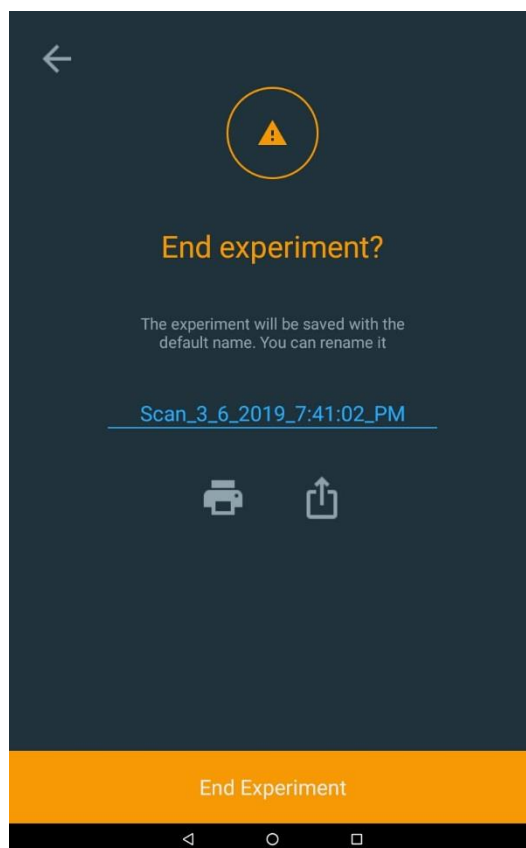 End experiment?
The experiment will be saved with the
default name. You can rename it
Scan_3_6_2019_7:41:02_PM
End Experiment